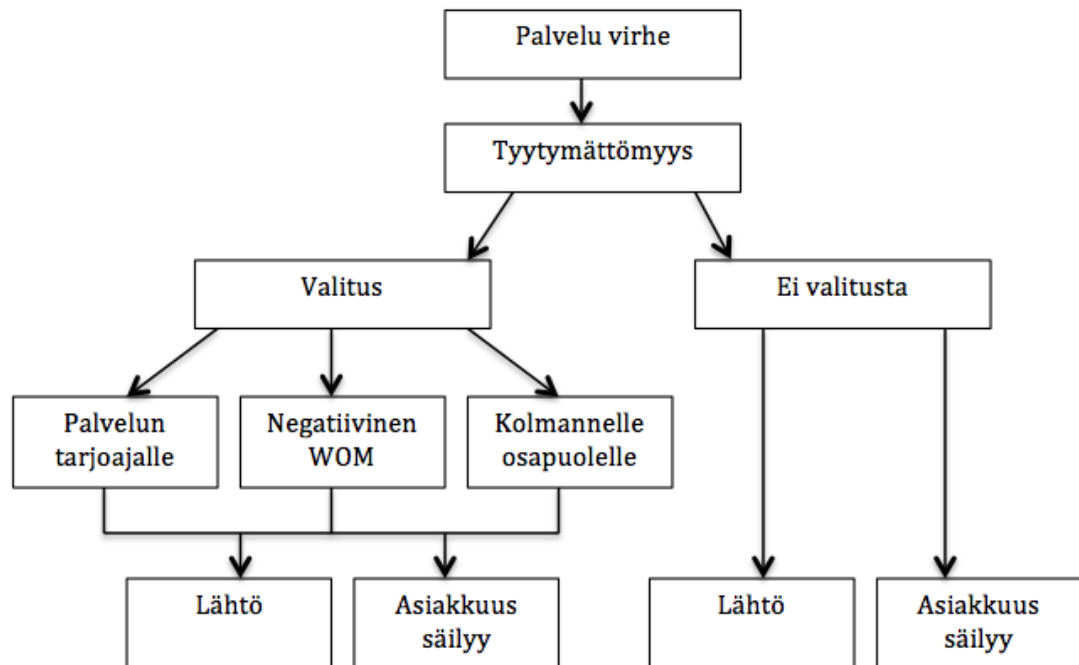 Palvelu virhe
Tyytymättömyys
Valitus
Ei valitusta
Palvelun
tarjoajalle
Negatiivinen
WOM
Kolmannelle
osapuolelle
Lähtö
Asiakkuus
säilyy
Lähtö
Asiakkuus
säilyy